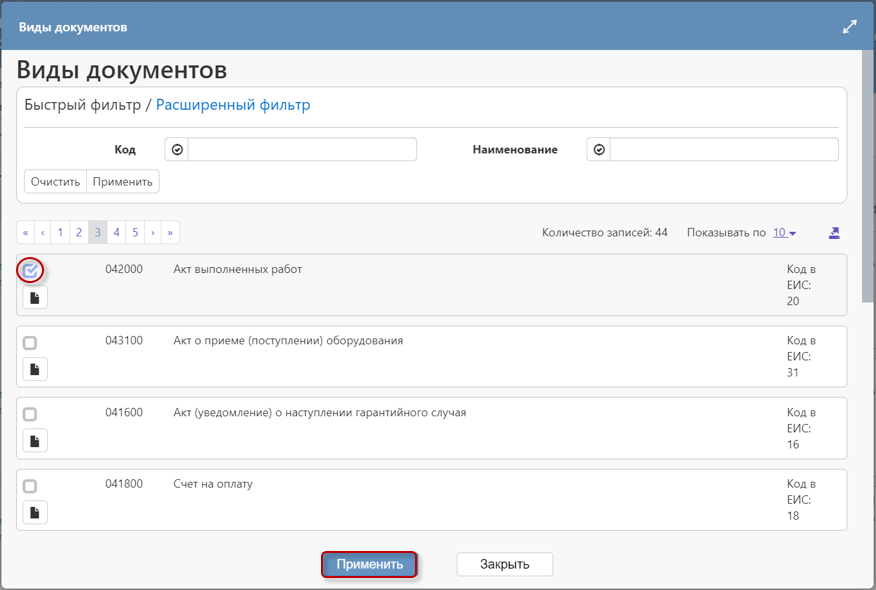 Виды документов
Виды документов
Быстрый фильтр / Расширенный фильтр
Код
Наименование
Очистить Применить
« ‹ 1 2 3 4 5 › »
Количество записей: 44 Показывать по 10
042000 Акт выполненных работ Код в
ЕИС:
20
043100 Акт о приеме (поступлении) оборудования Код в
ЕИС:
31
041600 Акт (уведомление) о наступлении гарантийного случая Код в
ЕИС:
16
041800 Счет на оплату Код в
ЕИС:
18
Применить Закрыть